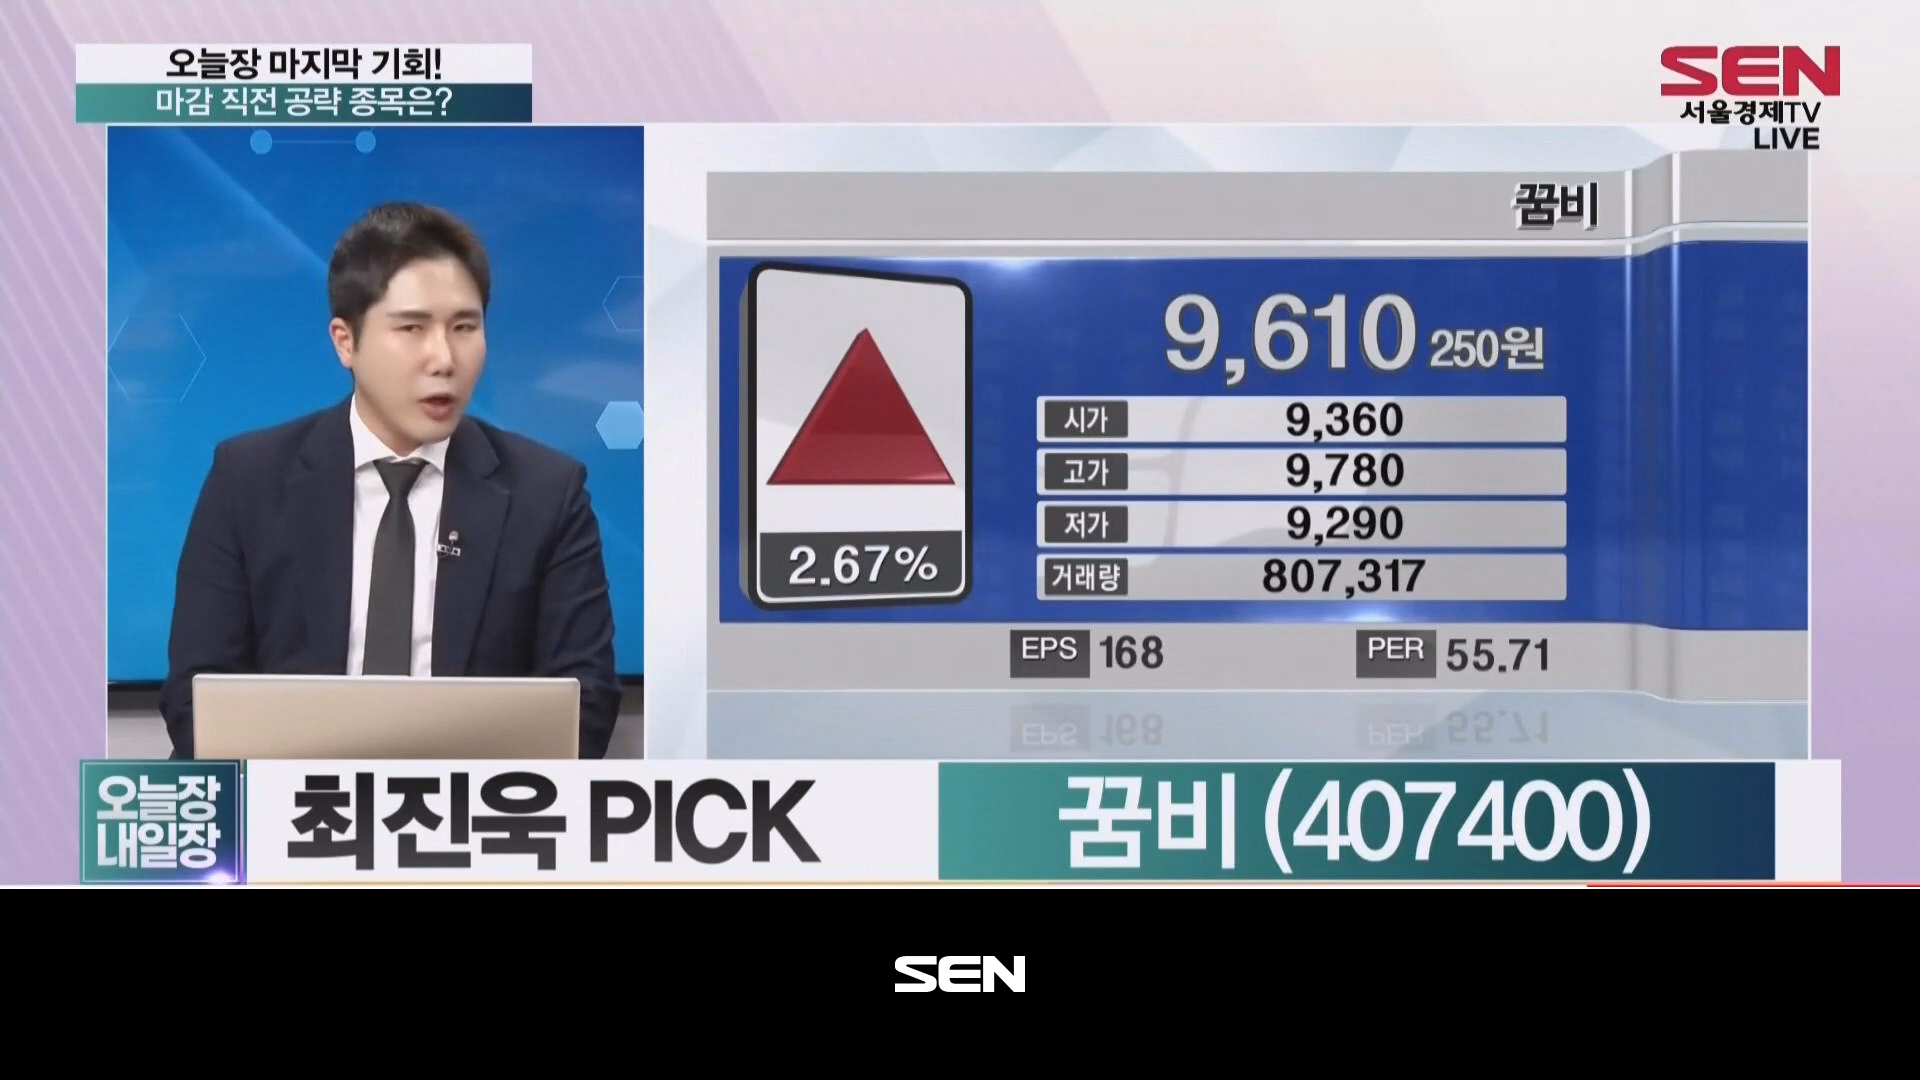 오늘장 마지막 기회!
마감 직전 공략 종목은?
SEN
서울경제TV
LIVE
꿈비
9,610 250원
시가 9,360
고가 9,780
저가 9,290
거래량 807,317
2.67%
EPS 168 PER 55.71
오늘장
내일장
최진욱 PICK 꿈비 (407400)
SEN